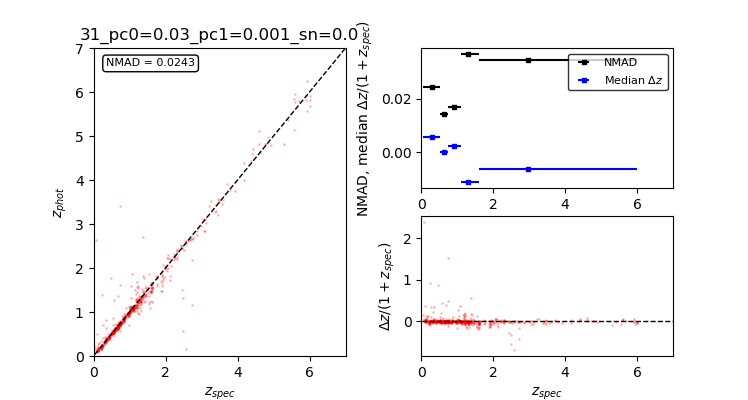 31_pc0=0.03_pc1=0.001_sn=0.0
NMAD = 0.0243
7
6
5
4
3
2
1
0
z_phot
0 2 4 6
z_spec
NMAD, median Δz/(1 + z_spec)
0.02
0.00
NMAD
Median Δz
0 2 4 6
Δz/(1 + z_spec)
2
1
0
0 2 4 6
z_spec